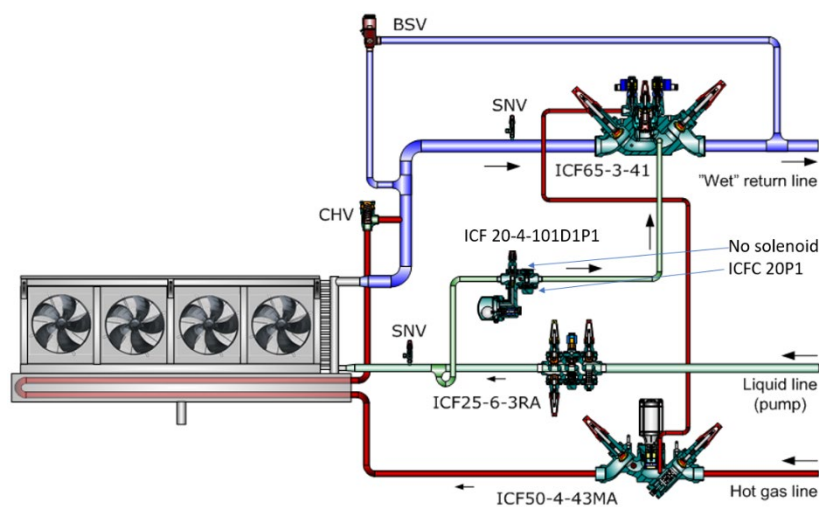 BSV
SNV
ICF65-3-41
"Wet" return line
CHV
ICF 20-4-101D1P1
No solenoid
ICFC 20P1
SNV
ICF25-6-3RA
Liquid line
(pump)
ICF50-4-43MA
Hot gas line